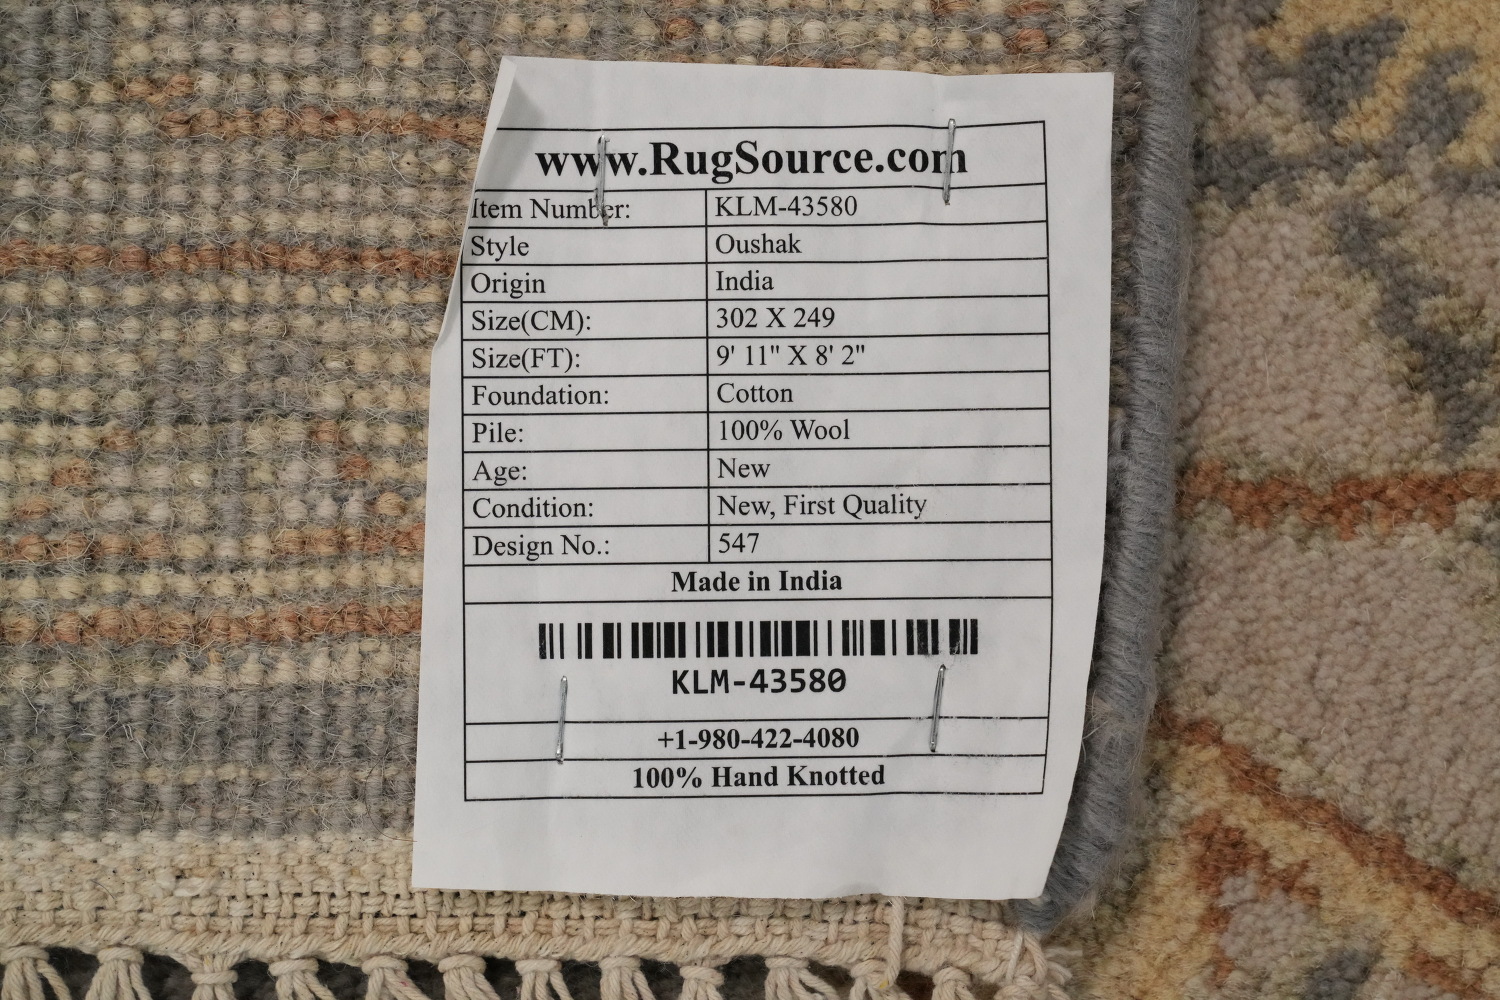 www.RugSource.com
Item Number: KLM-43580
Style Oushak
Origin India
Size(CM): 302 X 249
Size(FT): 9' 11" X 8' 2"
Foundation: Cotton
Pile: 100% Wool
Age: New
Condition: New, First Quality
Design No.: 547
Made in India
KLM-43580
+1-980-422-4080
100% Hand Knotted